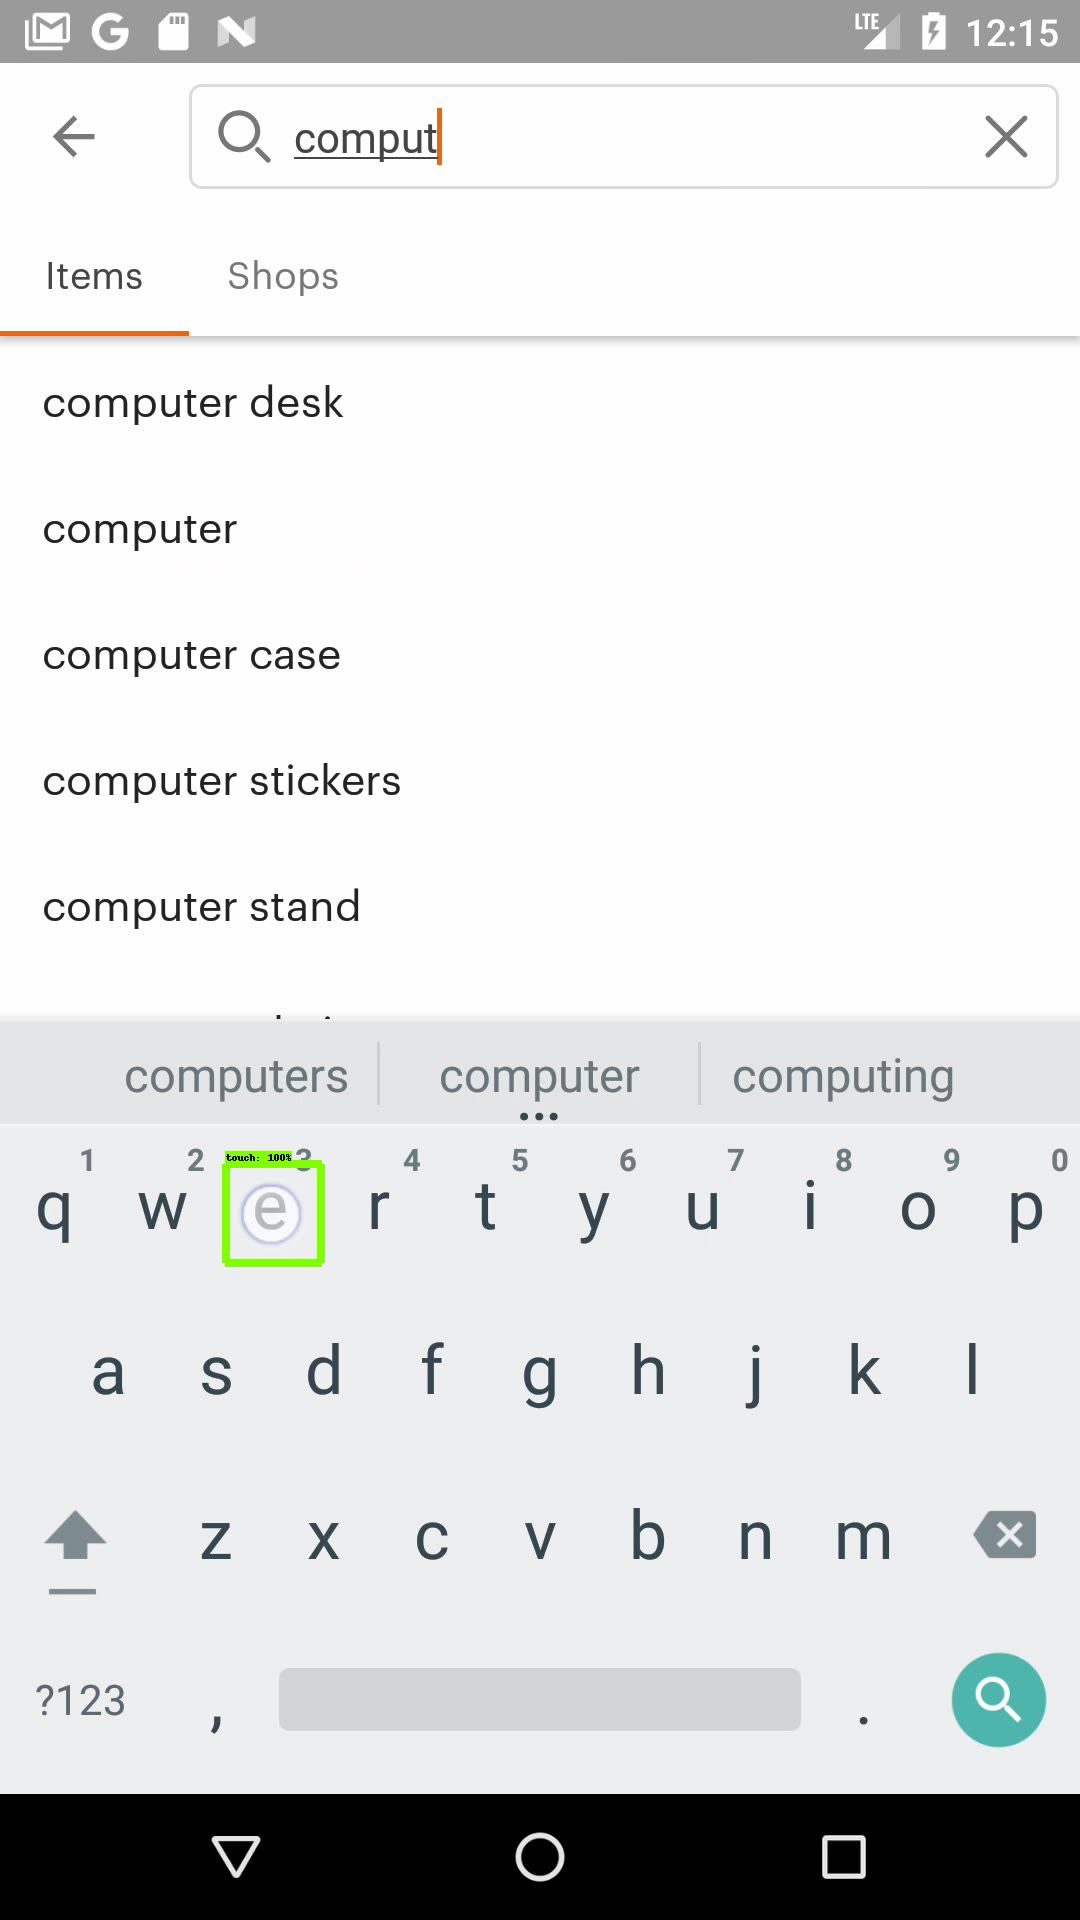 LTE 12:15
comput
Items Shops
computer desk
computer
computer case
computer stickers
computer stand
computers computer computing
touch: 100%
1 2 3 4 5 6 7 8 9 0
q w e r t y u i o p
a s d f g h j k l
z x c v b n m
?123 , .